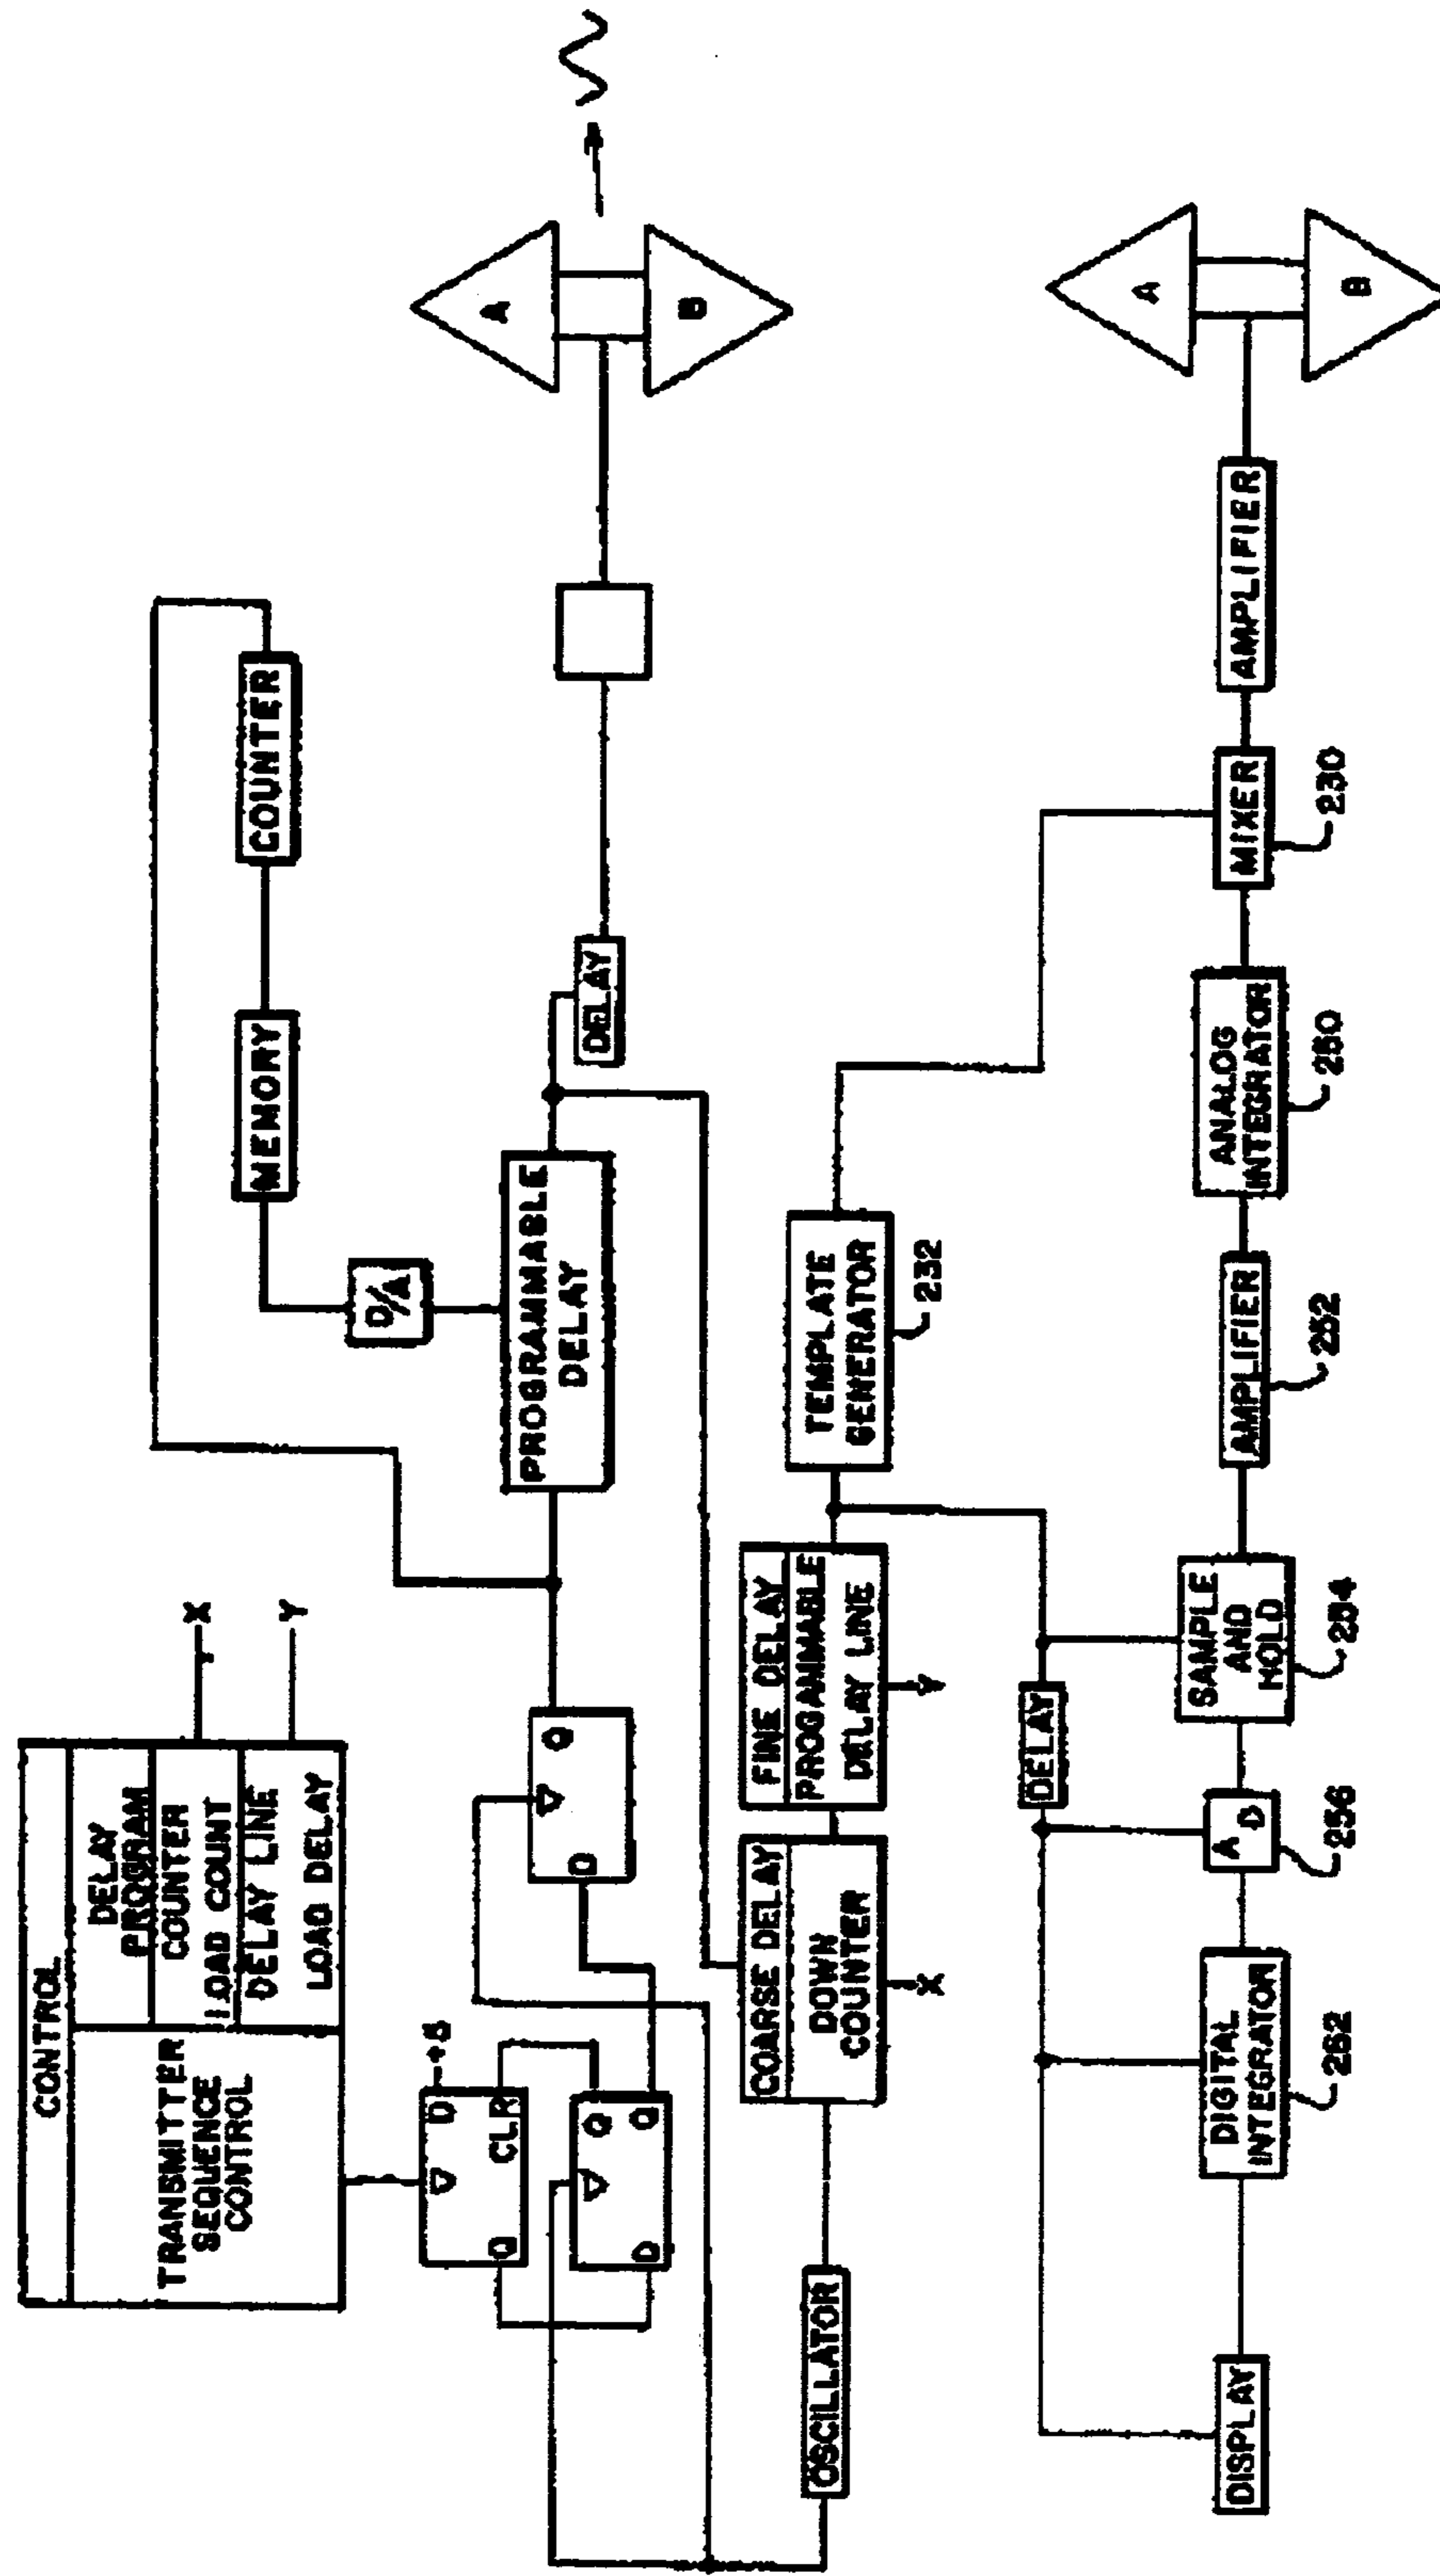 CONTROL
TRANSMITTER
SEQUENCE
CONTROL
DELAY
PROGRAM
COUNTER
LOAD COUNT
DELAY LINE
LOAD DELAY
X
Y
D
+5
Q
CLR
Q
Q
D
D
Q
COUNTER
MEMORY
D/A
PROGRAMMABLE
DELAY
DELAY
A
B
OSCILLATOR
COARSE DELAY
DOWN
COUNTER
X
FINE DELAY
PROGAMMABLE
DELAY LINE
Y
TEMPLATE
GENERATOR
232
DELAY
DISPLAY
DIGITAL
INTEGRATOR
262
A
D
256
SAMPLE
AND
HOLD
254
AMPLIFIER
252
ANALOG
INTEGRATOR
250
MIXER
230
AMPLIFIER
A
B